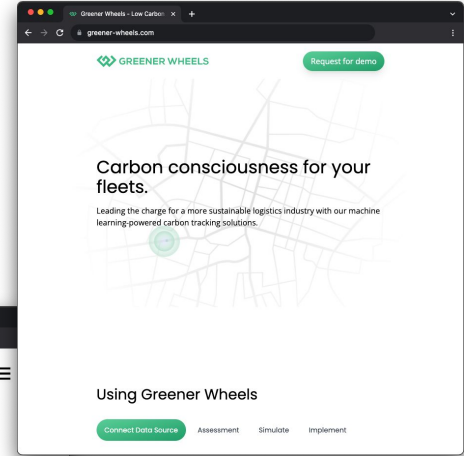 Greener Wheels - Low Carbon
greener-wheels.com
GREENER WHEELS
Request for demo
Carbon consciousness for your
fleets.
Leading the charge for a more sustainable logistics industry with our machine
learning-powered carbon tracking solutions.
Using Greener Wheels
Connect Data Source Assessment Simulate Implement